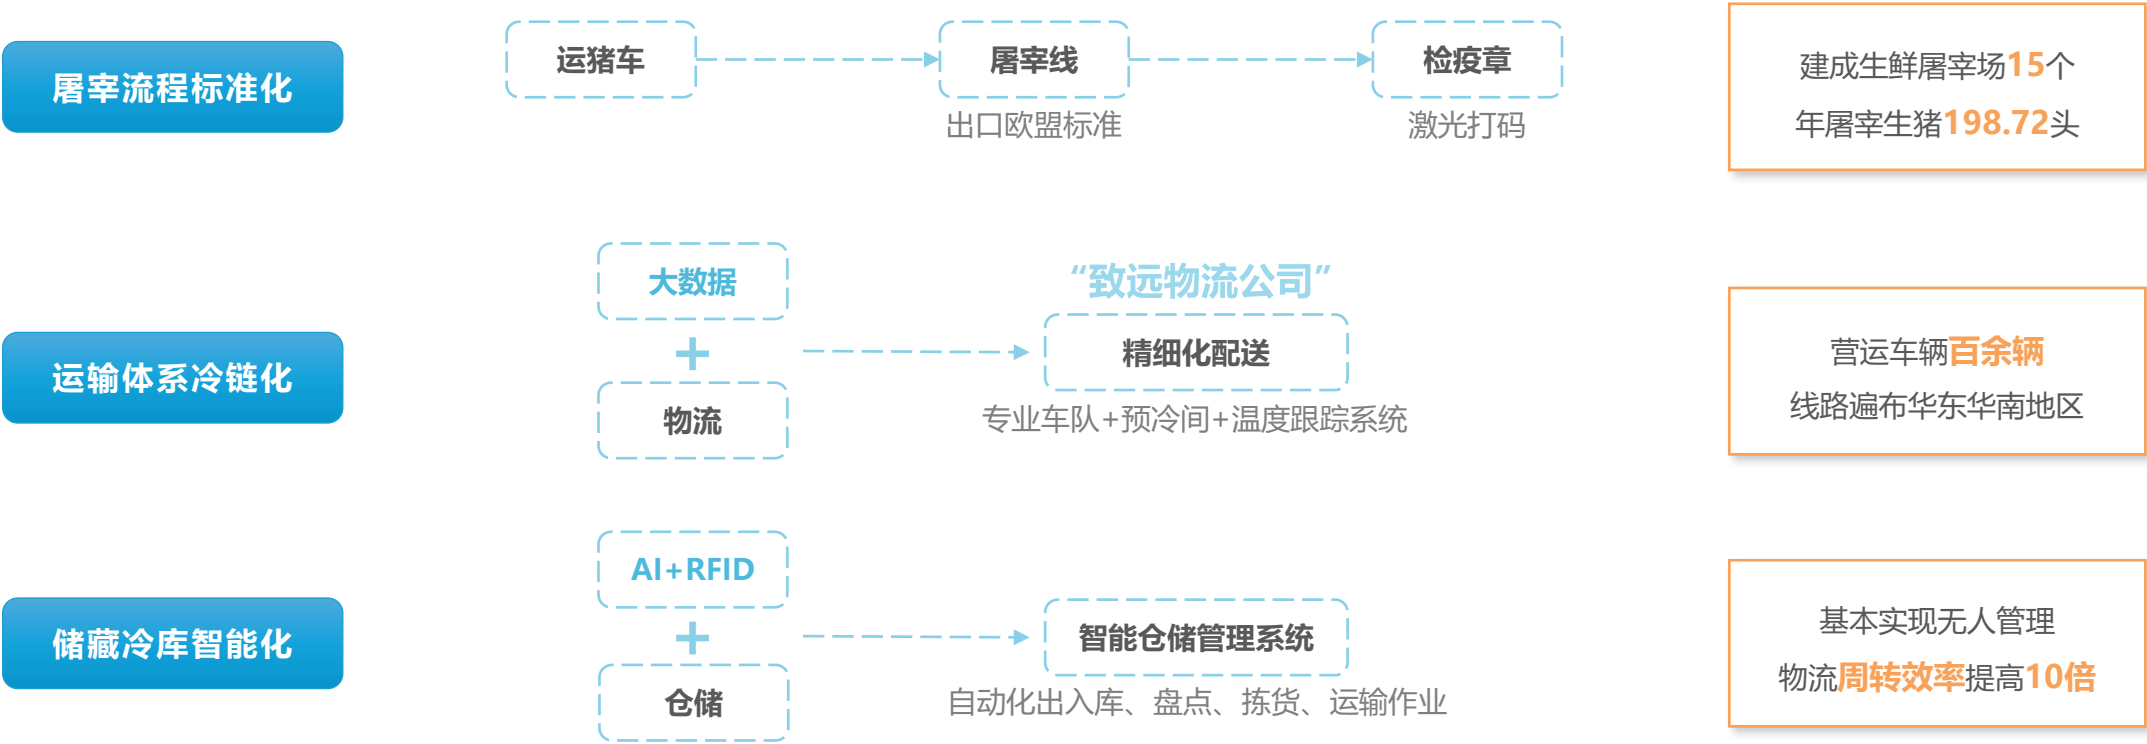 屠宰流程标准化
运猪车
屠宰线
出口欧盟标准
检疫章
激光打码
建成生鲜屠宰场15个
年屠宰生猪198.72头
运输体系冷链化
大数据
+
物流
“致远物流公司”
精细化配送
专业车队+预冷间+温度跟踪系统
营运车辆百余辆
线路遍布华东华南地区
储藏冷库智能化
AI+RFID
+
仓储
智能仓储管理系统
自动化出入库、盘点、拣货、运输作业
基本实现无人管理
物流周转效率提高10倍